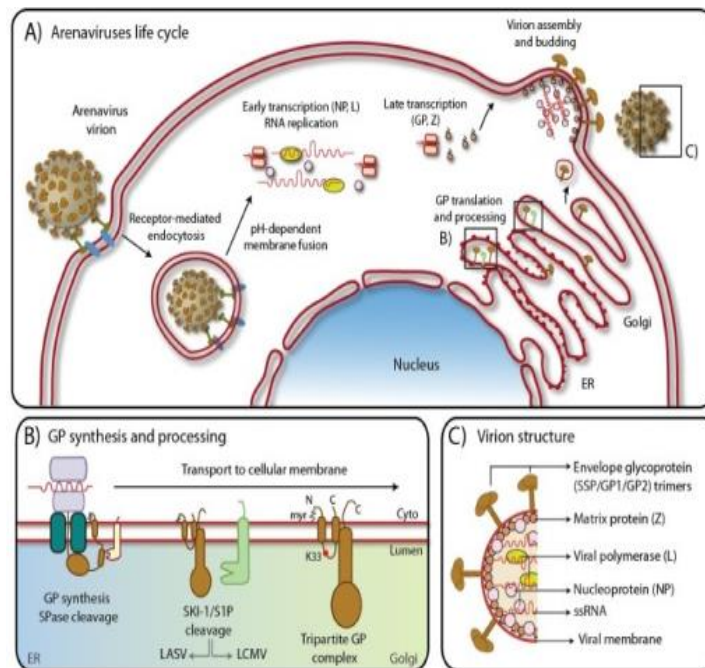 A) Arenaviruses life cycle
Virion assembly
and budding
Arenavirus
virion
Early transcription (NP, L)
RNA replication
Late transcription
(GP, Z)
C)
Receptor-mediated
endocytosis
pH-dependent
membrane fusion
GP translation
and processing
B)
Golgi
Nucleus
ER
B) GP synthesis and processing
Transport to cellular membrane
N
C
C
myr
Cyto
Lumen
K33
GP synthesis
SPase cleavage
SKI-1/S1P
cleavage
LASV
LCMV
Tripartite GP
complex
ER
Golgi
C) Virion structure
Envelope glycoprotein
(SSP/GP1/GP2) trimers
Matrix protein (Z)
Viral polymerase (L)
Nucleoprotein (NP)
ssRNA
Viral membrane